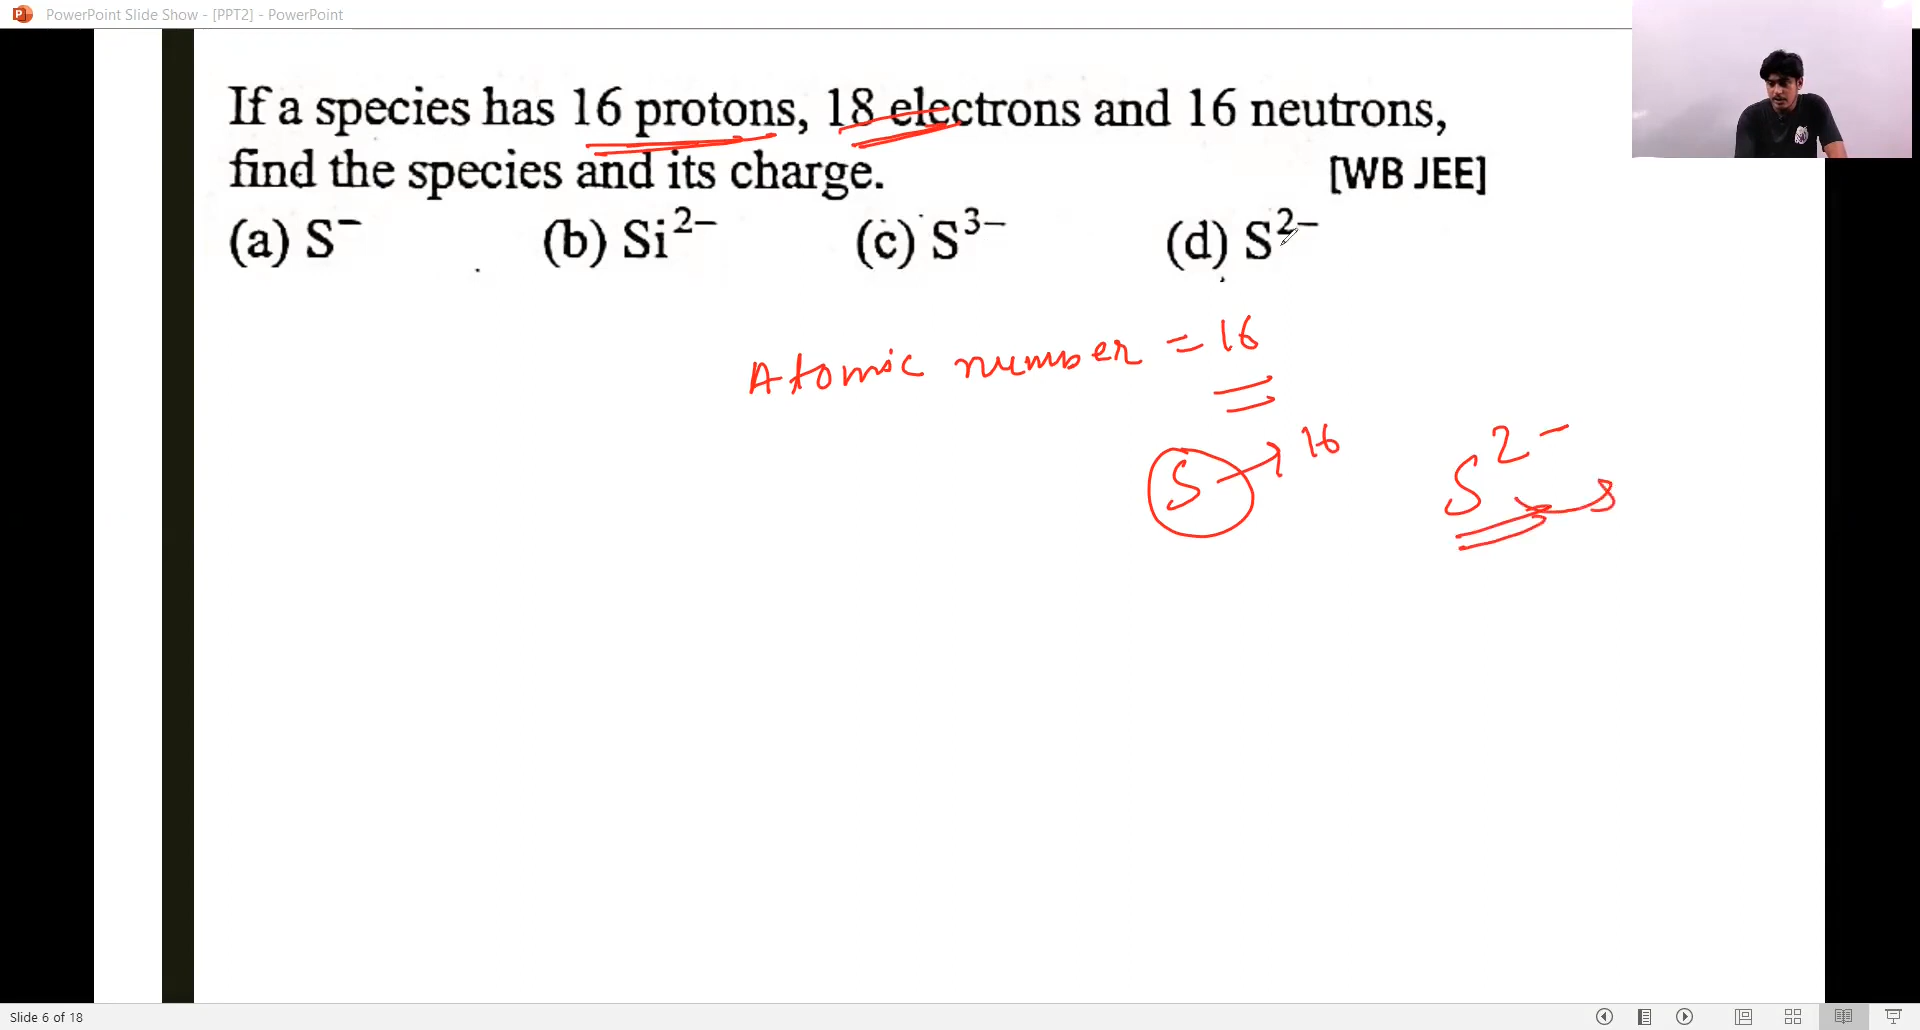 PowerPoint Slide Show - [PPT2] - PowerPoint
If a species has 16 protons, 18 electrons and 16 neutrons,
find the species and its charge. [WB JEE]
(a) S⁻ (b) Si²⁻ (c) S³⁻ (d) S²⁻
Atomic number = 16
S → 16
S²⁻
Slide 6 of 18